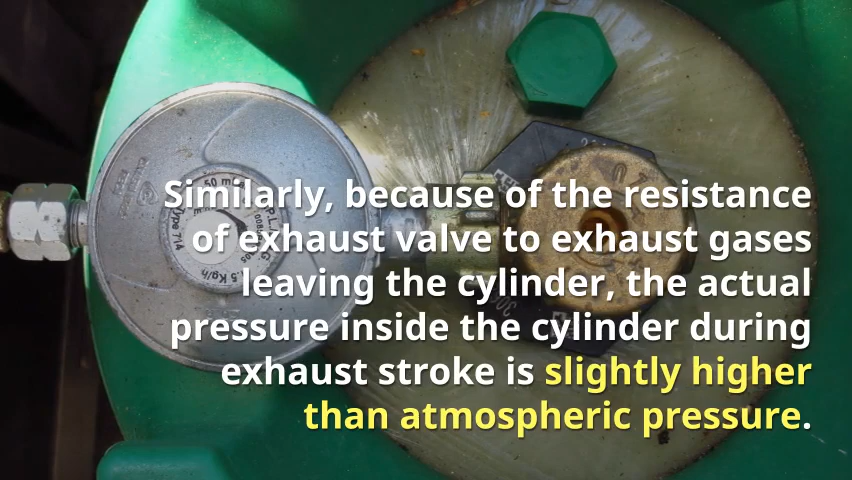 Similarly, because of the resistance
of exhaust valve to exhaust gases
leaving the cylinder, the actual
pressure inside the cylinder during
exhaust stroke is slightly higher
than atmospheric pressure.